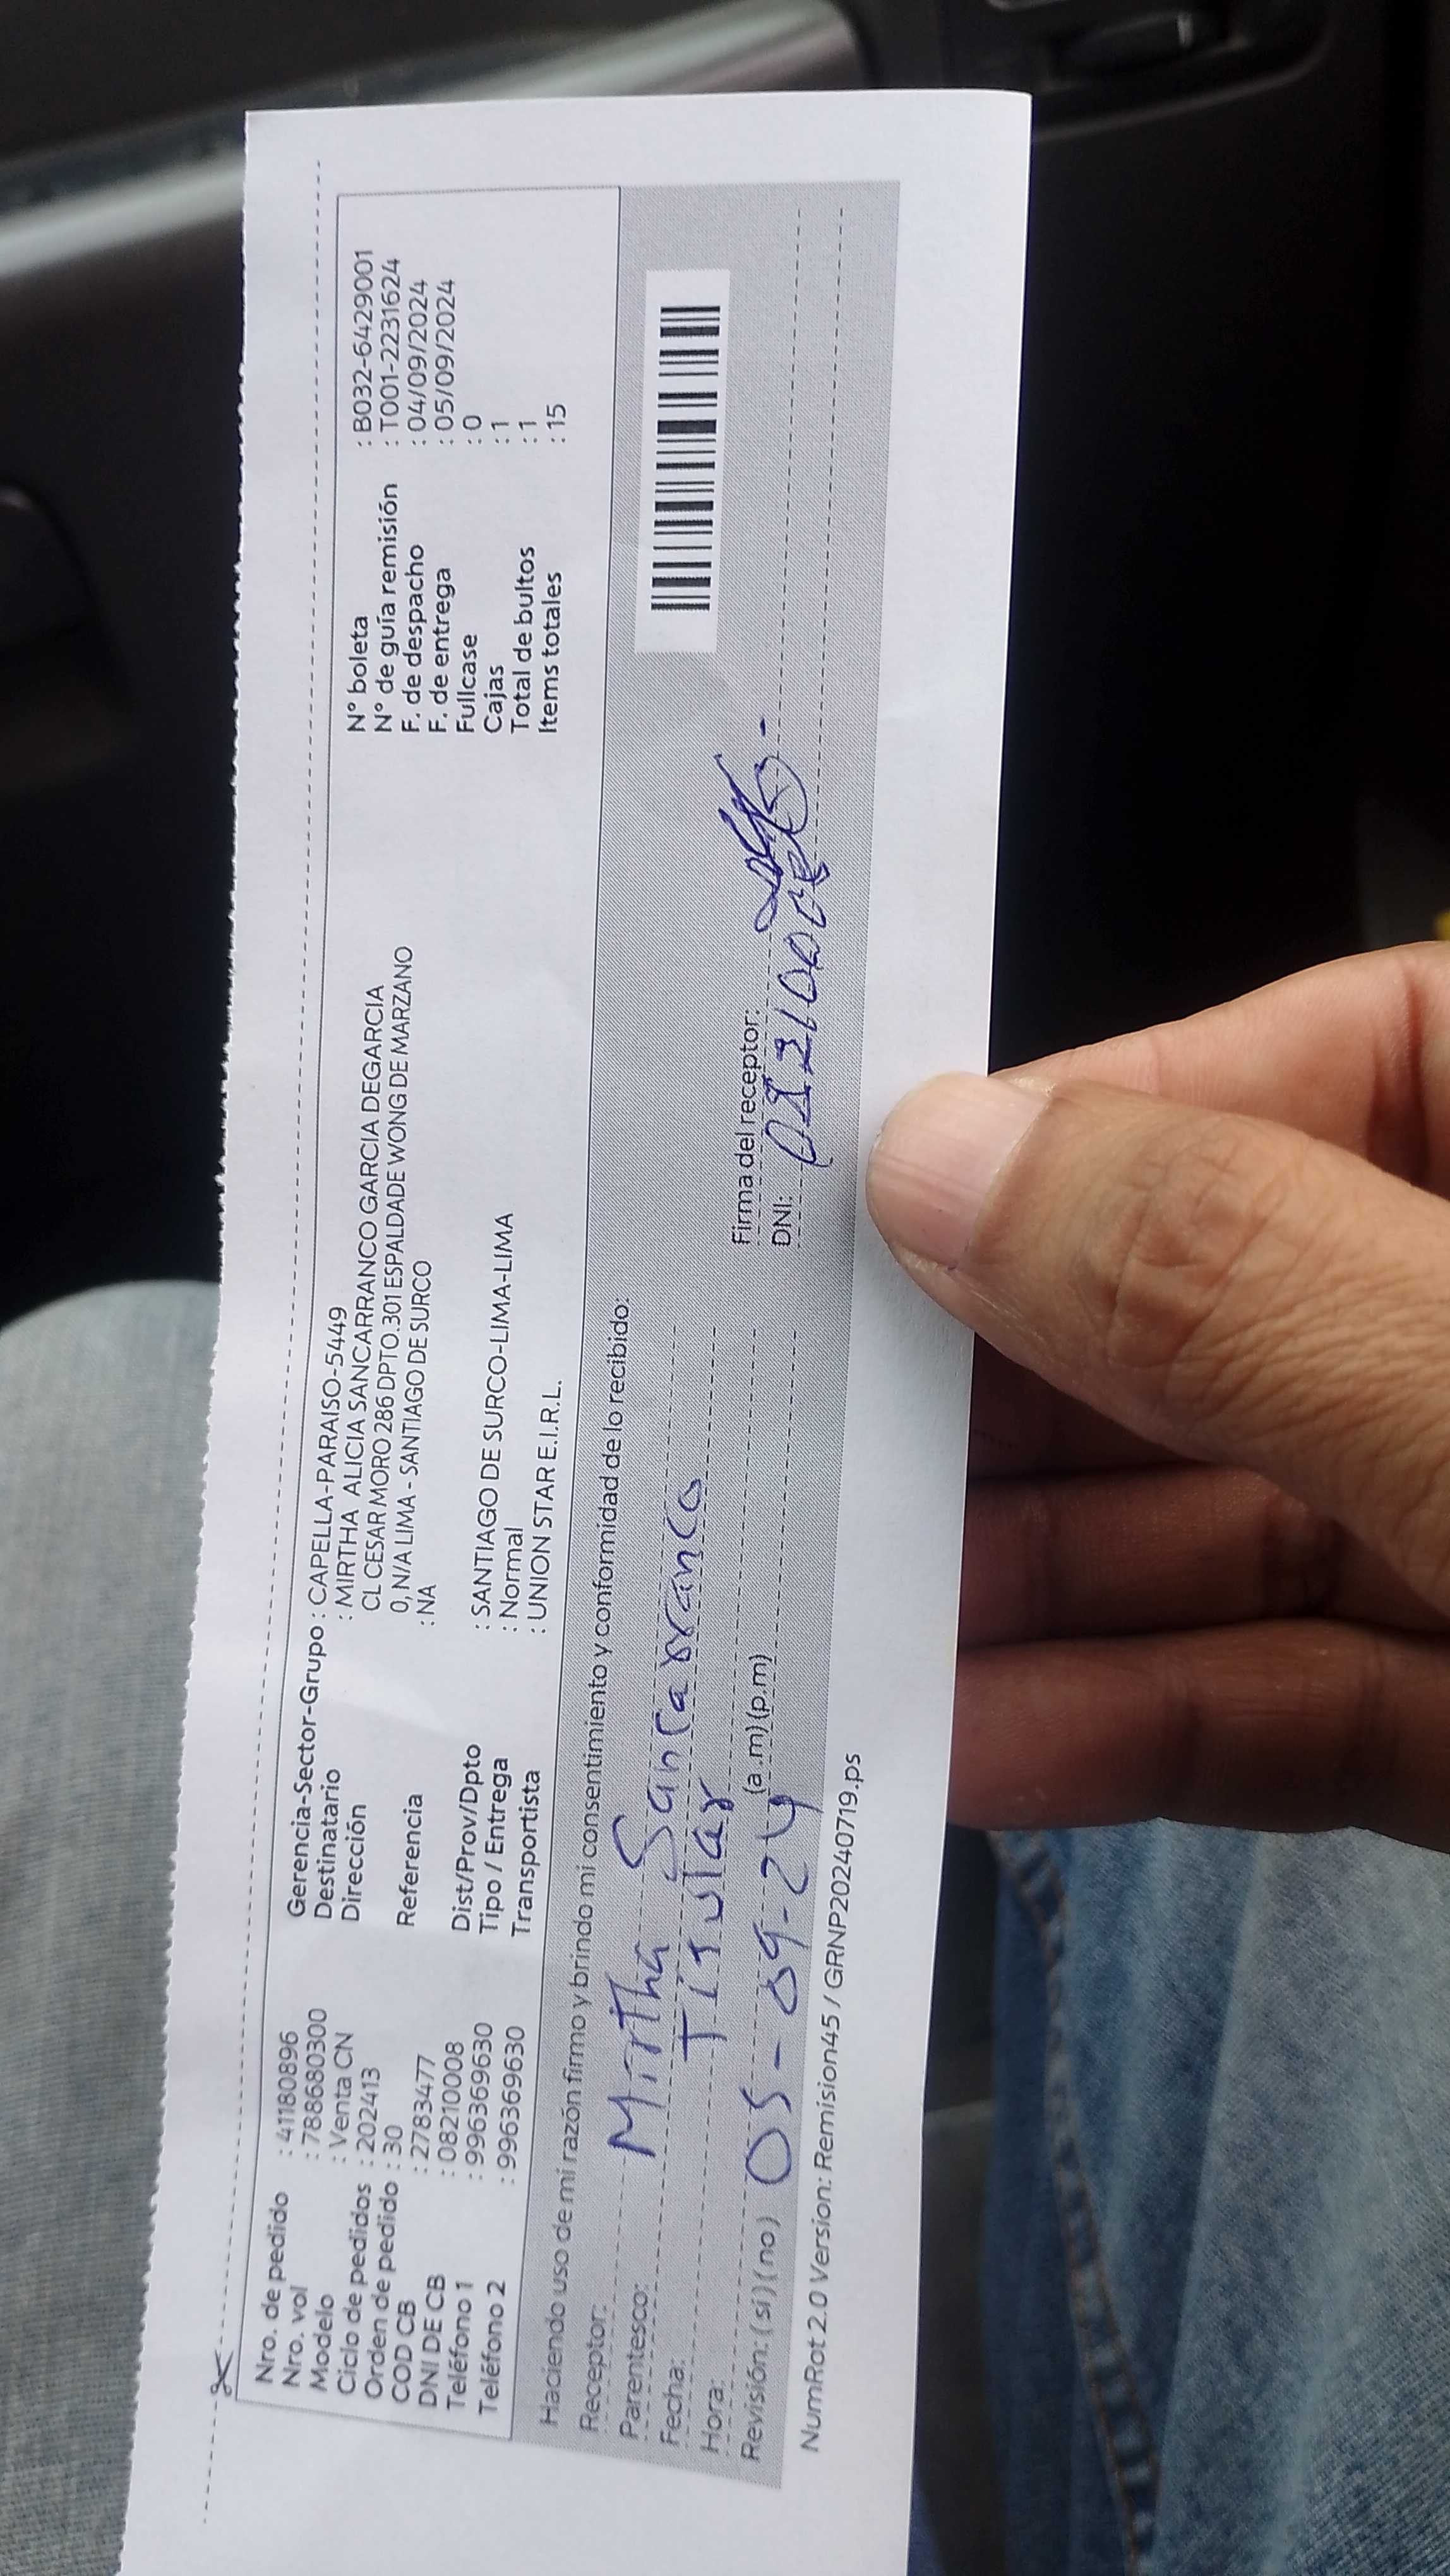 Nro. de pedido : 41180896
Nro. vol : 788680300
Modelo : Venta CN
Ciclo de pedidos : 202413
Orden de pedido : 30
COD CB : 2783477
DNI DE CB : 08210008
Teléfono 1 : 996369630
Teléfono 2 : 996369630
Gerencia-Sector-Grupo : CAPELLA-PARAISO-5449
Destinatario : MIRTHA ALICIA SANCARRANCO GARCIA DEGARCIA
Dirección CL CESAR MORO 286 DPTO.301 ESPALDADE WONG DE MARZANO
0, N/A LIMA - SANTIAGO DE SURCO
Referencia : NA
Dist/Prov/Dpto : SANTIAGO DE SURCO-LIMA-LIMA
Tipo / Entrega : Normal
Transportista : UNION STAR E.I.R.L.
N° boleta : B032-6429001
N° de guía remisión : T001-2231624
F. de despacho : 04/09/2024
F. de entrega : 05/09/2024
Fullcase : 0
Cajas : 1
Total de bultos : 1
Items totales : 15
Haciendo uso de mi razón firmo y brindo mi consentimiento y conformidad de lo recibido:
Receptor: Mirtha Sancarranco
Parentesco: Titular
Fecha: 05-09-24
Hora: (a.m) (p.m)
Revisión: (si) (no)
Firma del receptor:
DNI: 08210008
NumRot 2.0 Version: Remision45 / GRNP20240719.ps